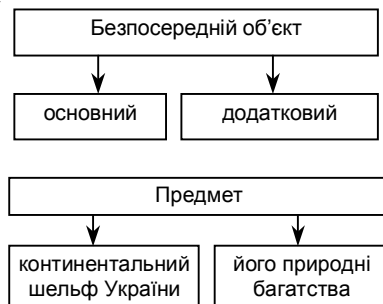 Безпосередній об’єкт
основний
додатковий
Предмет
континентальний
шельф України
його природні
багатства